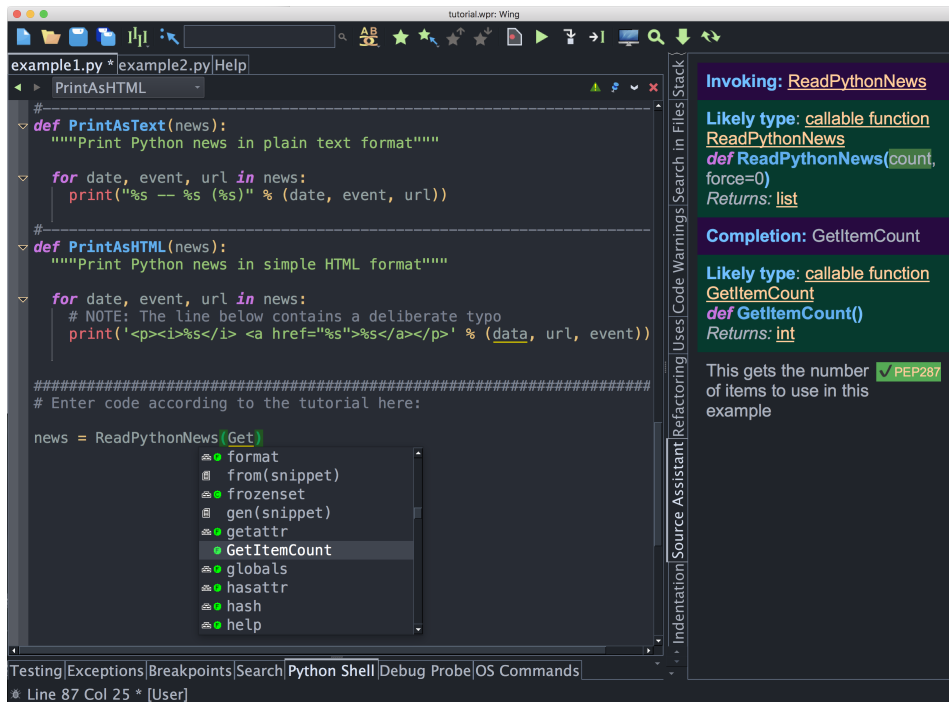 tutorial.wpr: Wing
AB
example1.py * example2.py Help
PrintAsHTML
#---------------------------------------------------------------------
def PrintAsText(news):
"""Print Python news in plain text format"""
for date, event, url in news:
print("%s -- %s (%s)" % (date, event, url))
#---------------------------------------------------------------------
def PrintAsHTML(news):
"""Print Python news in simple HTML format"""
for date, event, url in news:
# NOTE: The line below contains a deliberate typo
print('<p><i>%s</i> <a href="%s">%s</a></p>' % (data, url, event))
######################################################################
# Enter code according to the tutorial here:
news = ReadPythonNews(Get)
format
from(snippet)
frozenset
gen(snippet)
getattr
GetItemCount
globals
hasattr
hash
help
Testing Exceptions Breakpoints Search Python Shell Debug Probe OS Commands
Line 87 Col 25 * [User]
Stack
Search in Files
Code Warnings
Uses
Refactoring
Source Assistant
Indentation
Invoking: ReadPythonNews
Likely type: callable function
ReadPythonNews
def ReadPythonNews(count,
force=0)
Returns: list
Completion: GetItemCount
Likely type: callable function
GetItemCount
def GetItemCount()
Returns: int
This gets the number ✓PEP287
of items to use in this
example